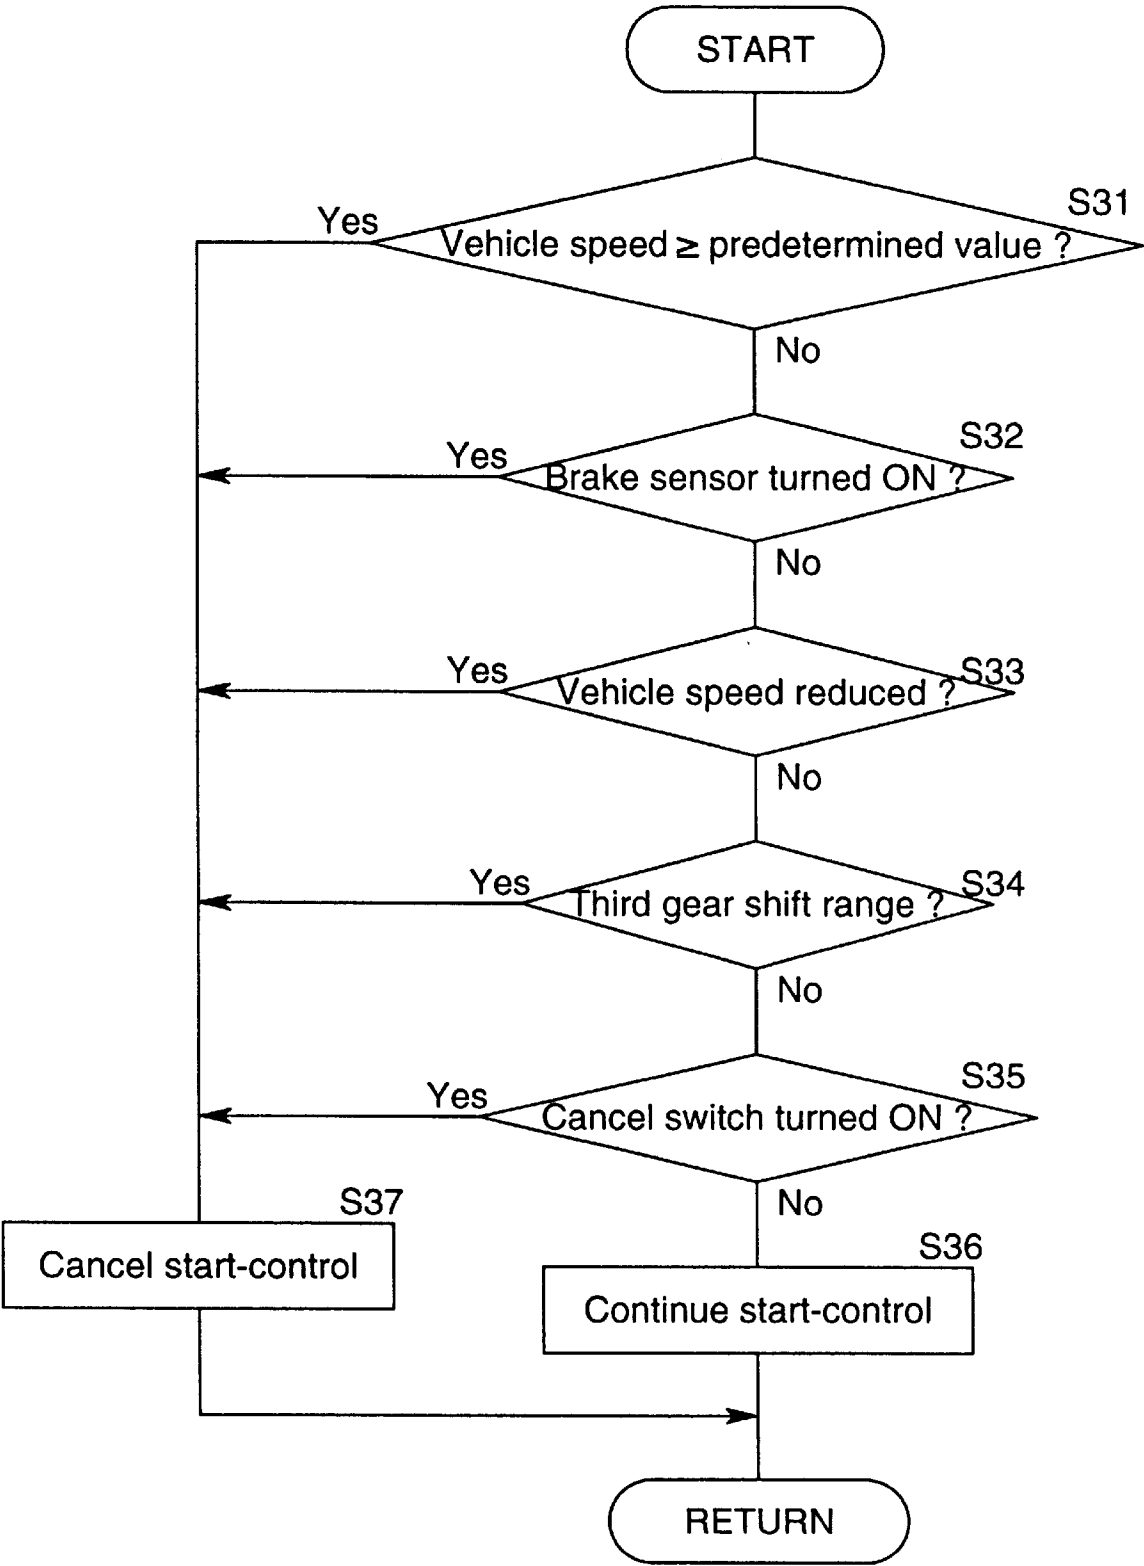 START
S31
Yes
Vehicle speed ≥ predetermined value ?
No
S32
Yes
Brake sensor turned ON ?
No
S33
Yes
Vehicle speed reduced ?
No
S34
Yes
Third gear shift range ?
No
S35
Yes
Cancel switch turned ON ?
No
S37
Cancel start-control
S36
Continue start-control
RETURN